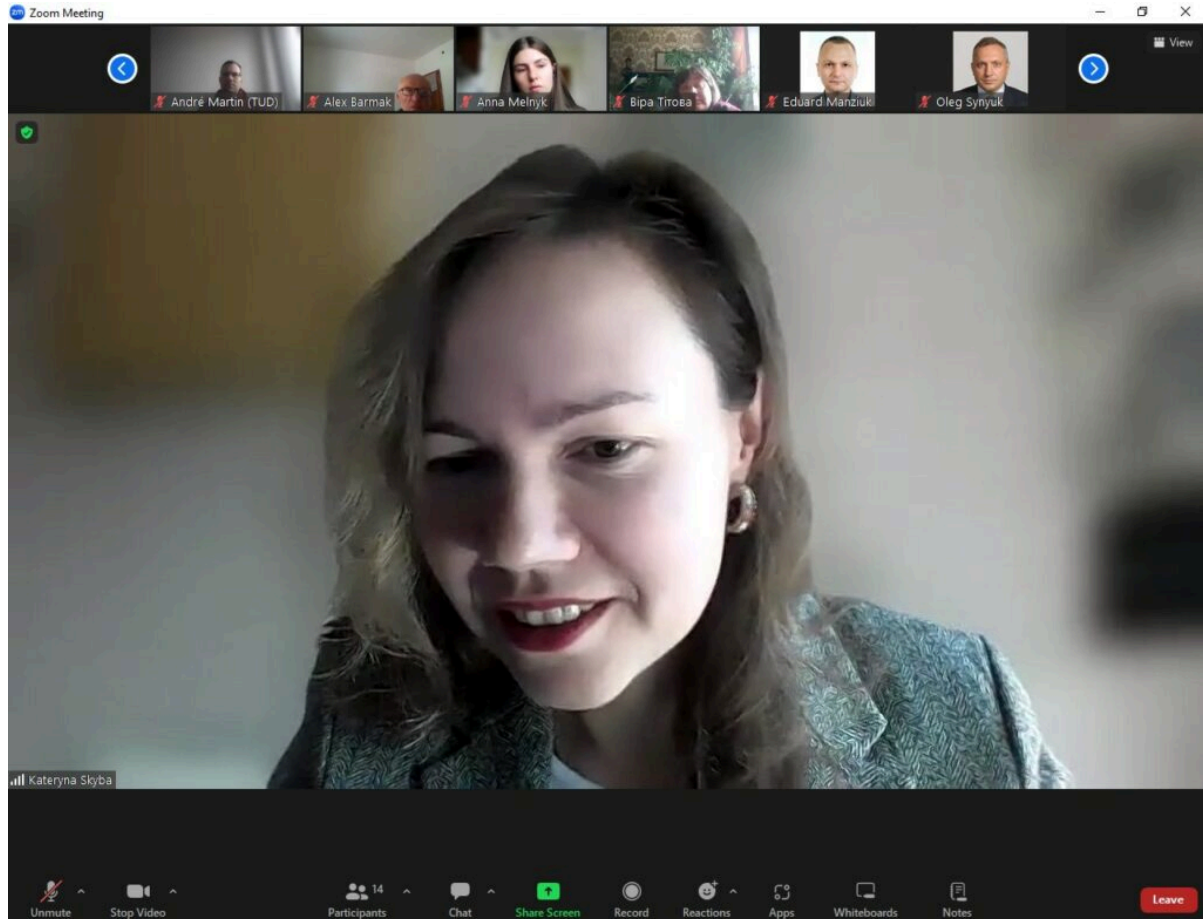 zm Zoom Meeting
View
André Martin (TUD)
Alex Barmak
Anna Melnyk
Віра Тітова
Eduard Manziuk
Oleg Synyuk
Kateryna Skyba
14
Unmute
Stop Video
Participants
Chat
Share Screen
Record
Reactions
Apps
Whiteboards
Notes
Leave